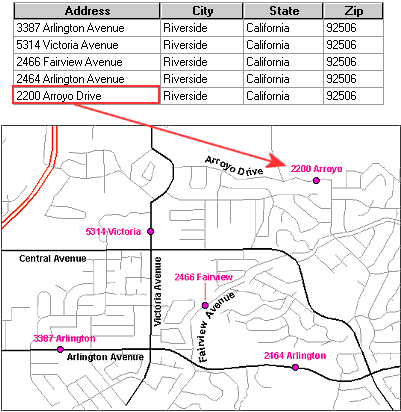 Address City State Zip
3387 Arlington Avenue Riverside California 92506
5314 Victoria Avenue Riverside California 92506
2466 Fairview Avenue Riverside California 92506
2464 Arlington Avenue Riverside California 92506
2200 Arroyo Drive Riverside California 92506
Arroyo Drive
2200 Arroyo
5314 Victoria
Central Avenue
Victoria Avenue
2466 Fairview
Fairview Avenue
3387 Arlington
Arlington Avenue
2464 Arlington